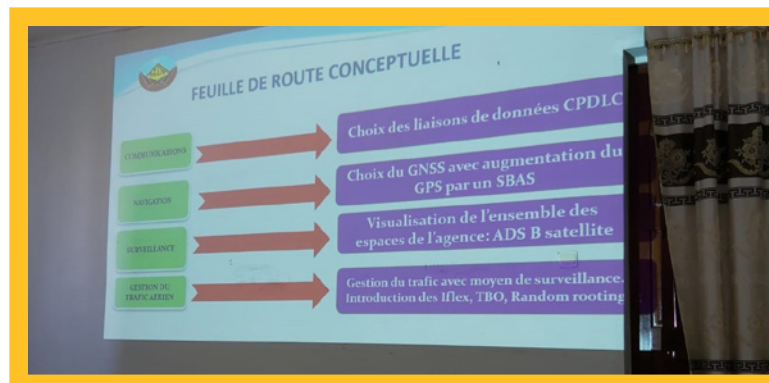 FEUILLE DE ROUTE CONCEPTUELLE
COMMUNICATIONS
Choix des liaisons de données CPDLC
NAVIGATION
Choix du GNSS avec augmentation du
GPS par un SBAS
SURVEILLANCE
Visualisation de l'ensemble des
espaces de l'agence: ADS B satellite
GESTION DU
TRAFIC AÉRIEN
Gestion du trafic avec moyen de surveillance.
Introduction des Iflex, TBO, Random rooting